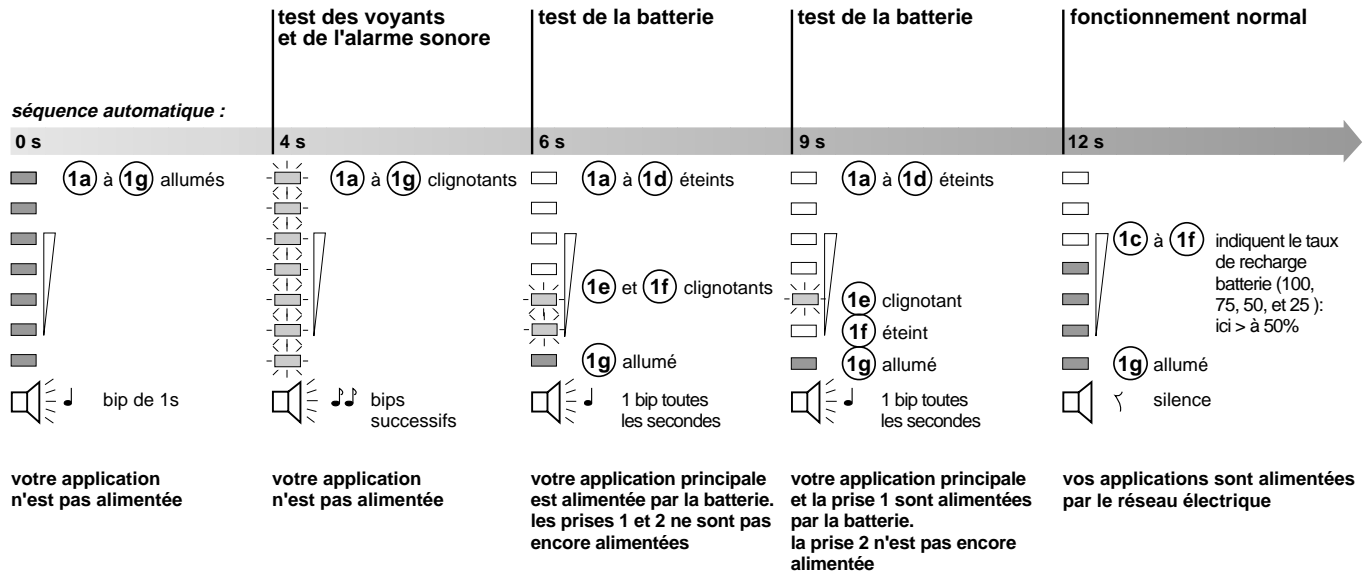 test des voyants
et de l'alarme sonore
test de la batterie
test de la batterie
fonctionnement normal
séquence automatique :
0 s
4 s
6 s
9 s
12 s
1a à 1g allumés
bip de 1s
votre application
n'est pas alimentée
1a à 1g clignotants
bips
successifs
votre application
n'est pas alimentée
1a à 1d éteints
1e et 1f clignotants
1g allumé
1 bip toutes
les secondes
votre application principale
est alimentée par la batterie.
les prises 1 et 2 ne sont pas
encore alimentées
1a à 1d éteints
1e clignotant
1f éteint
1g allumé
1 bip toutes
les secondes
votre application principale
et la prise 1 sont alimentées
par la batterie.
la prise 2 n'est pas encore
alimentée
1c à 1f indiquent le taux
de recharge
batterie (100,
75, 50, et 25 ):
ici > à 50%
1g allumé
silence
vos applications sont alimentées
par le réseau électrique